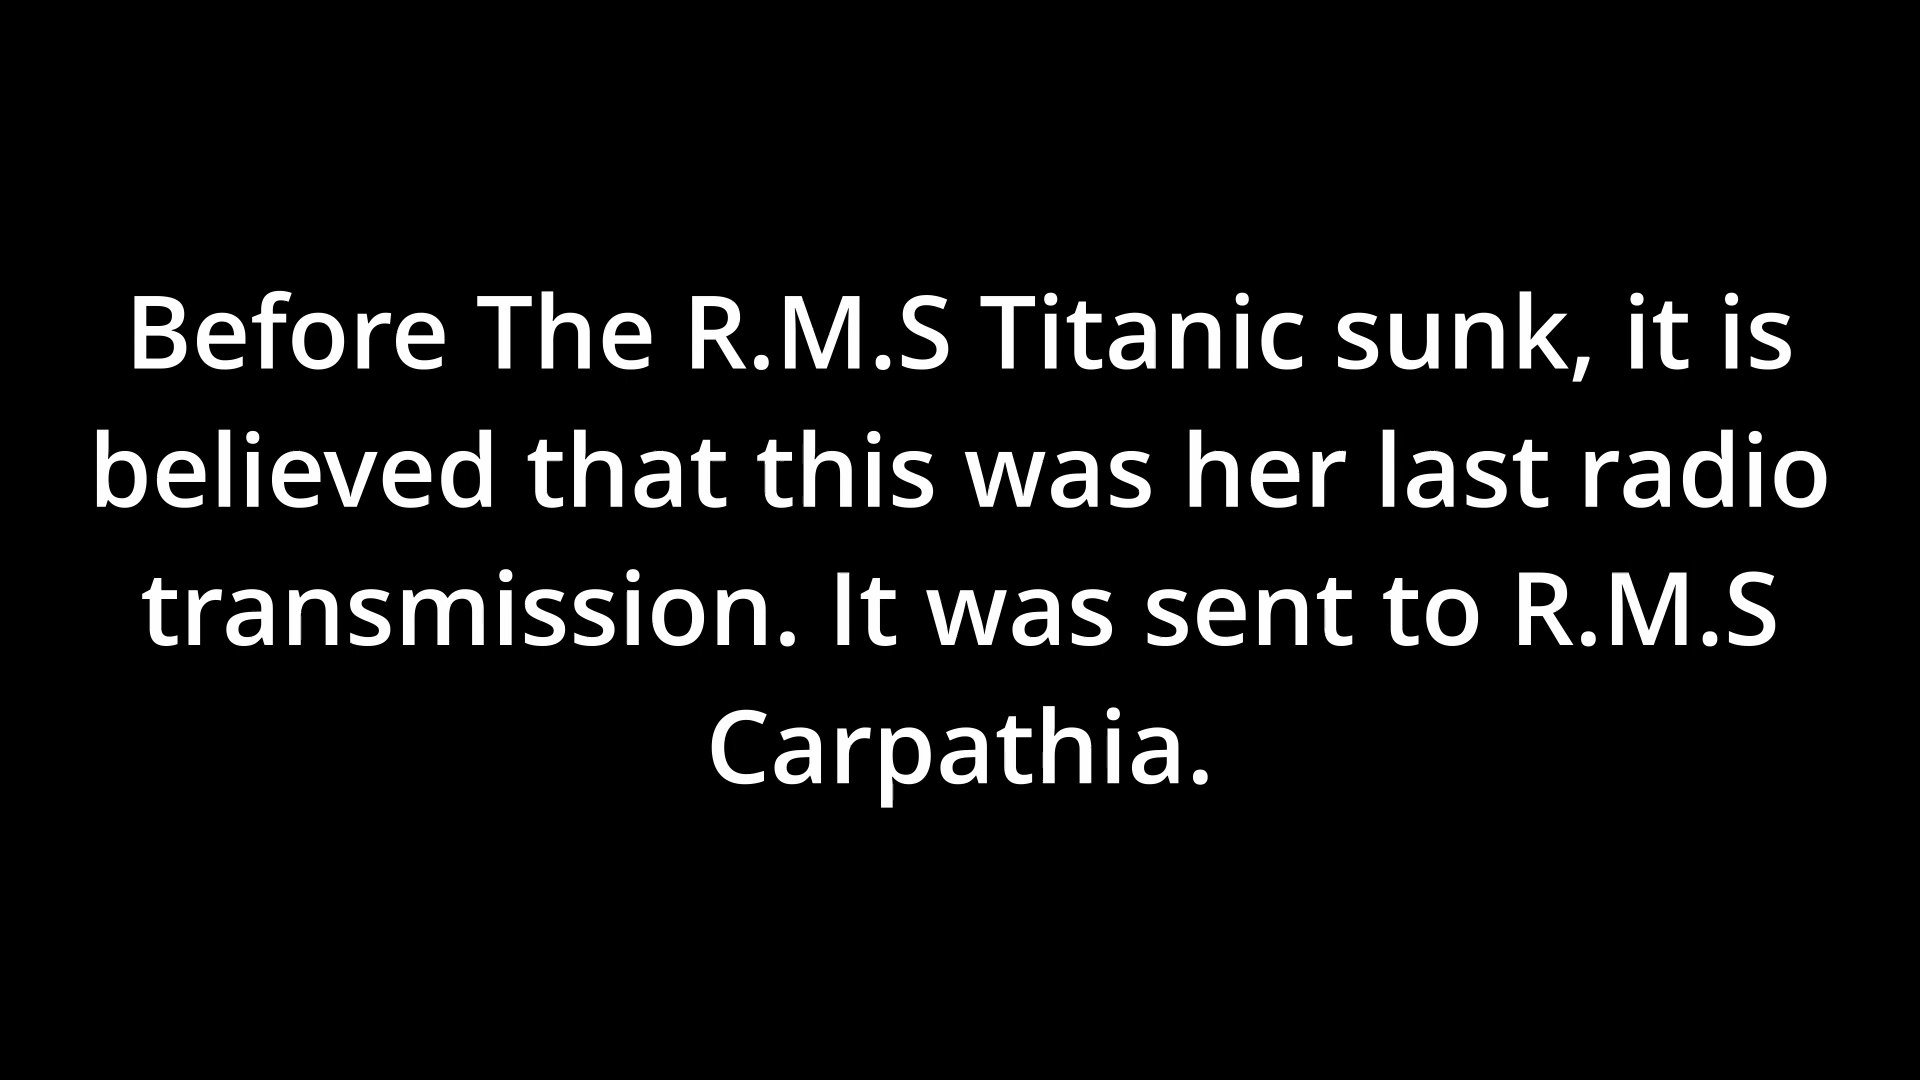 Before The R.M.S Titanic sunk, it is
believed that this was her last radio
transmission. It was sent to R.M.S
Carpathia.